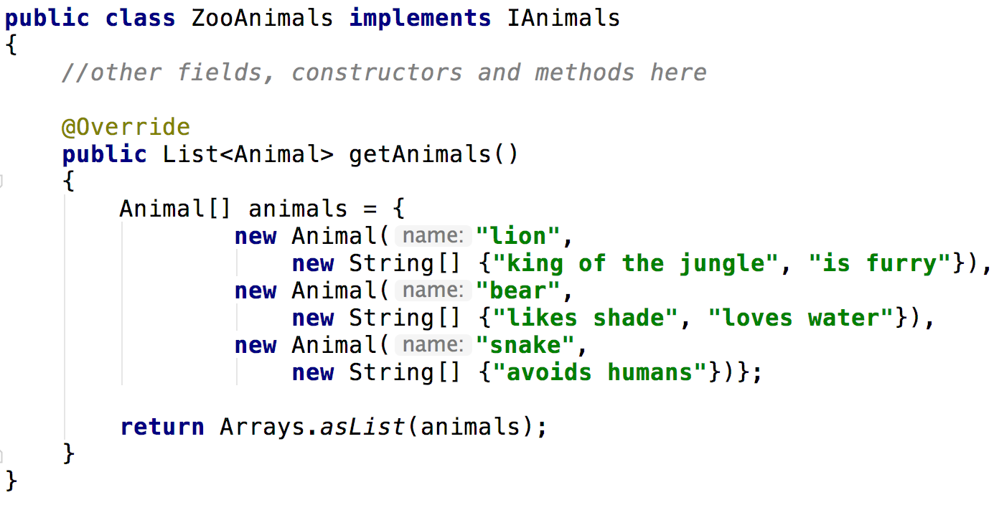 public class ZooAnimals implements IAnimals
{
//other fields, constructors and methods here
@Override
public List<Animal> getAnimals()
{
Animal[] animals = {
new Animal( name: "lion",
new String[] {"king of the jungle", "is furry"}),
new Animal( name: "bear",
new String[] {"likes shade", "loves water"}),
new Animal( name: "snake",
new String[] {"avoids humans"})};
return Arrays.asList(animals);
}
}